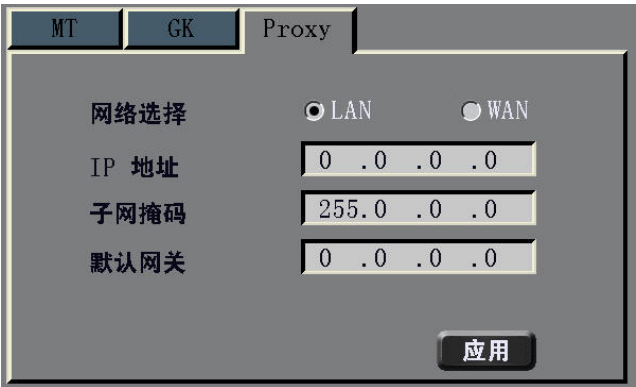 MT GK Proxy
网络选择 LAN WAN
IP 地址 0 .0 .0 .0
子网掩码 255.0 .0 .0
默认网关 0 .0 .0 .0
应用